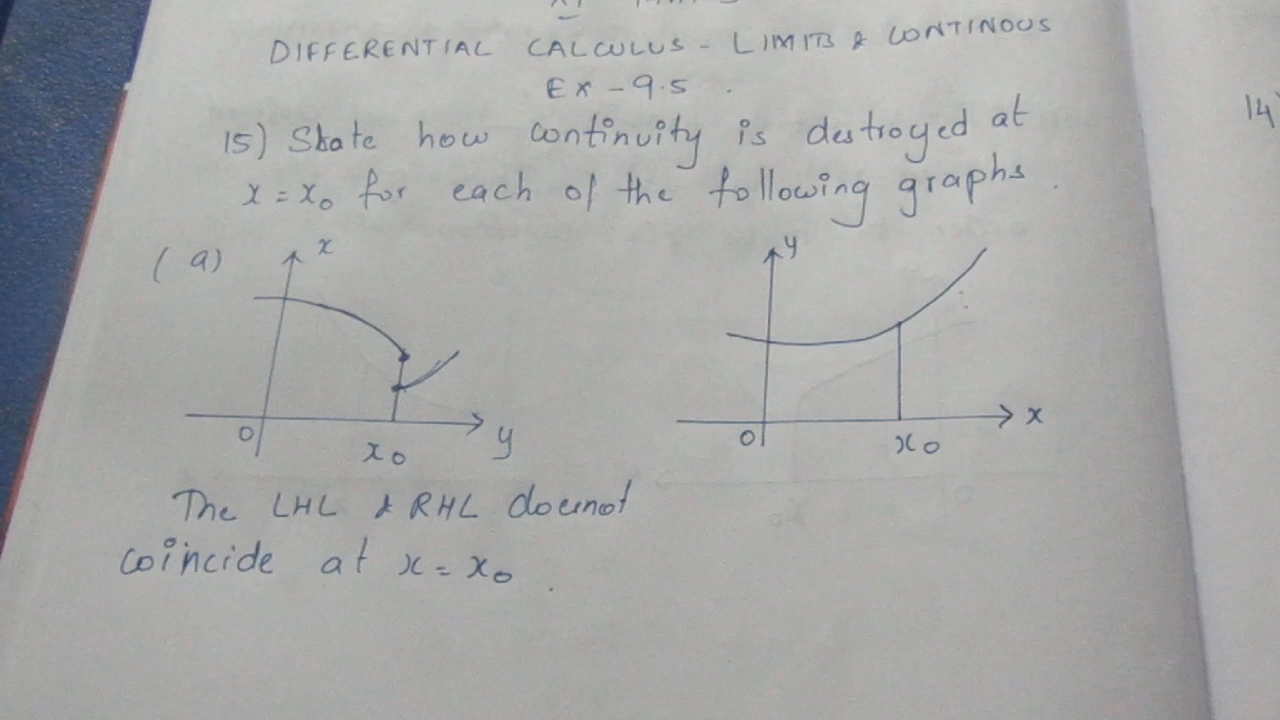 DIFFERENTIAL CALCULUS - LIMITS & CONTINOUS
Ex - 9.5 .
15) State how continuity is destroyed at
x = x₀ for each of the following graphs .
(a)
x
0
x₀
y
y
0
x₀
x
The LHL & RHL doesnot
coincide at x = x₀ .
14